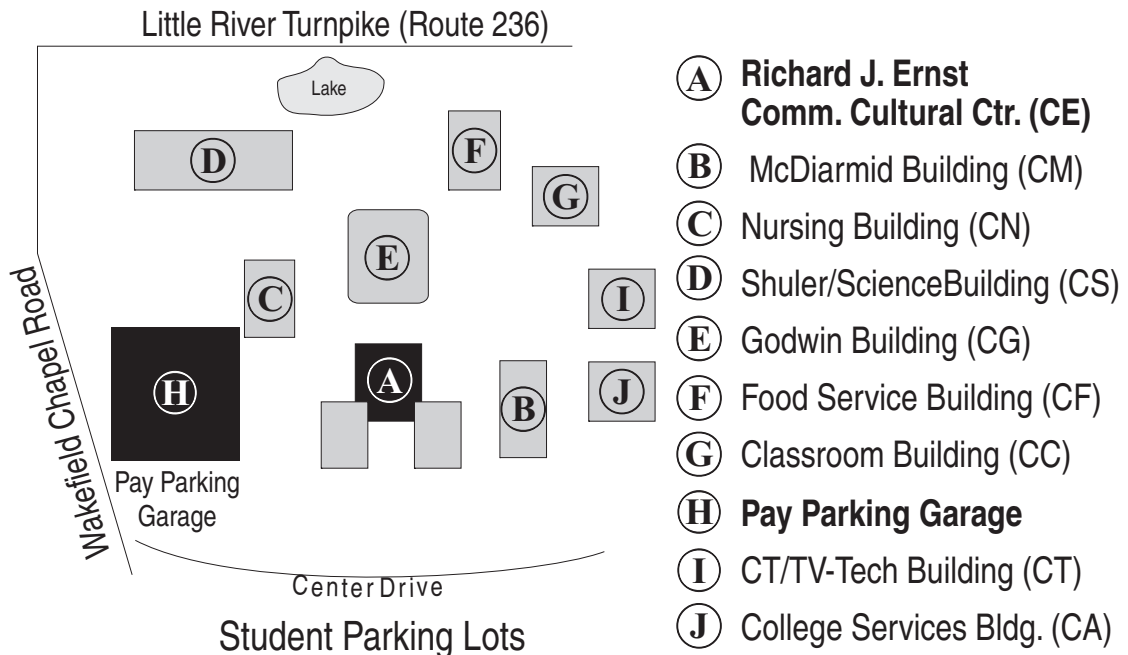 Little River Turnpike (Route 236)
Lake
D
F
G
E
C
I
H
A
B
J
Wakefield Chapel Road
Pay Parking
Garage
Center Drive
Student Parking Lots
A Richard J. Ernst
Comm. Cultural Ctr. (CE)
B McDiarmid Building (CM)
C Nursing Building (CN)
D Shuler/ScienceBuilding (CS)
E Godwin Building (CG)
F Food Service Building (CF)
G Classroom Building (CC)
H Pay Parking Garage
I CT/TV-Tech Building (CT)
J College Services Bldg. (CA)